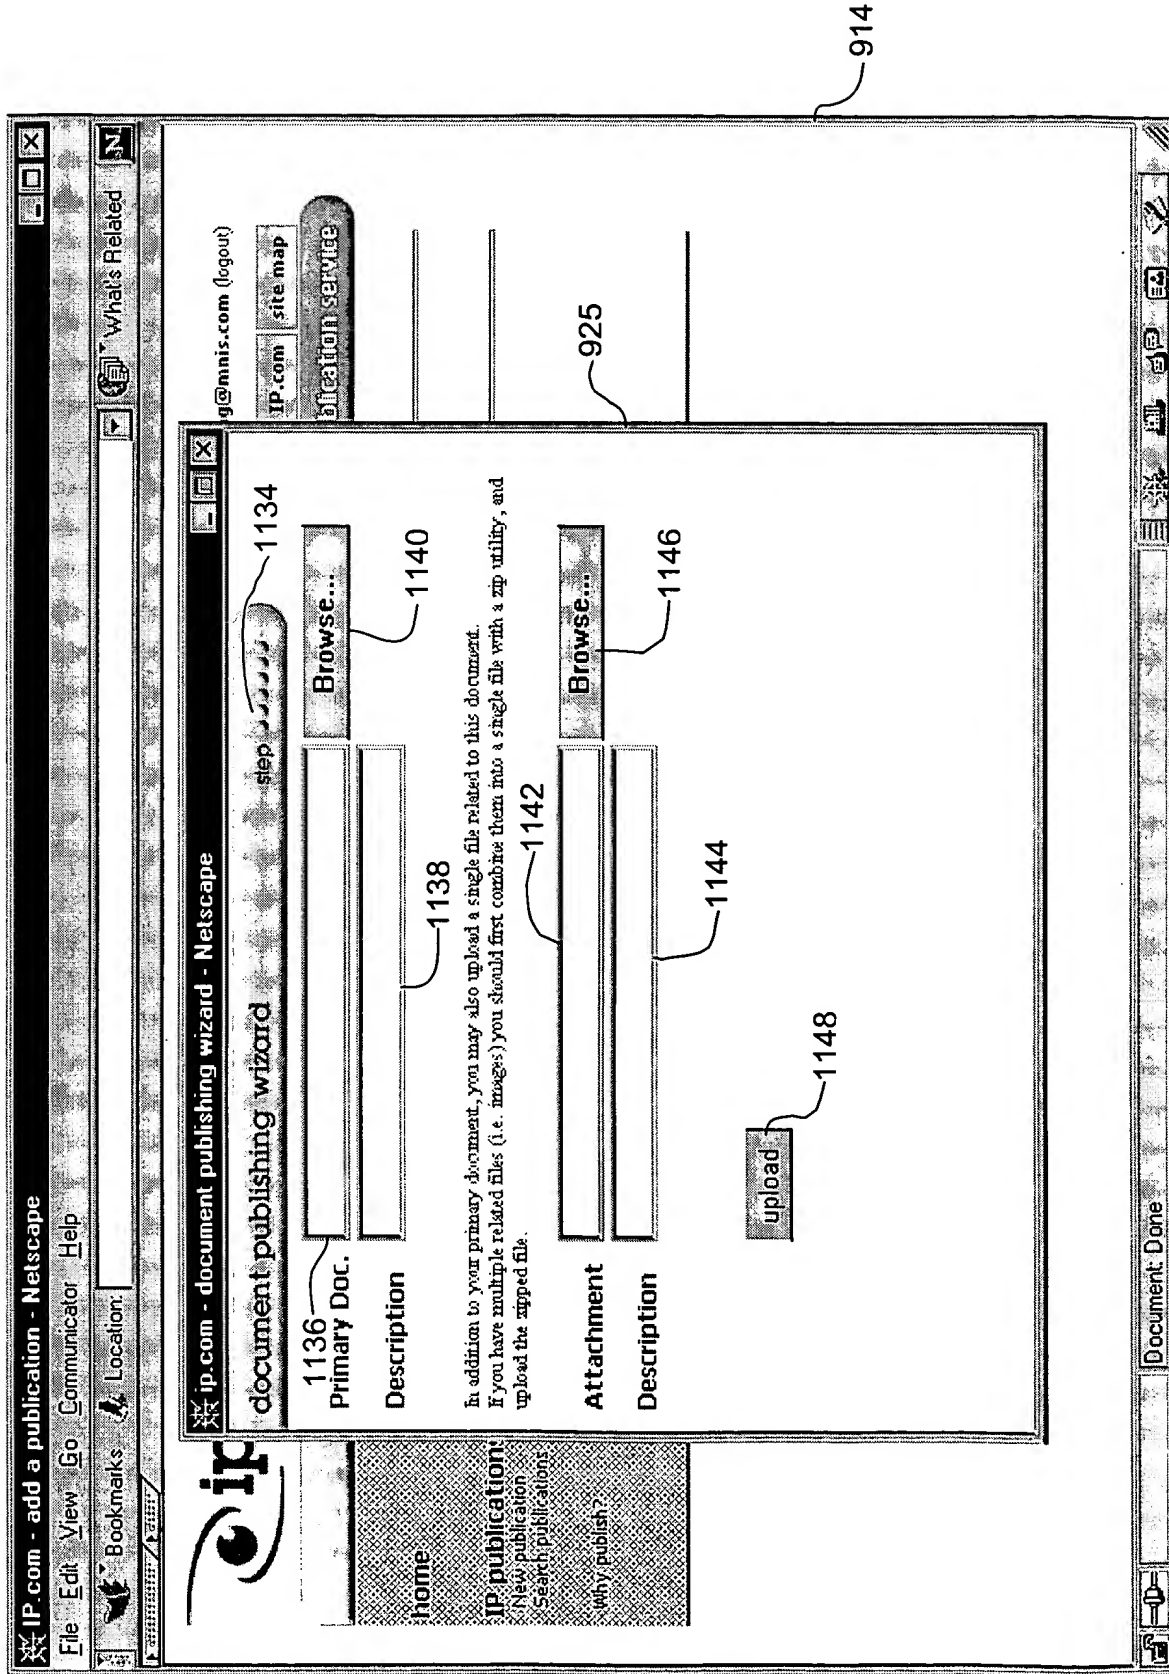 IP.com - add a publication - Netscape
File Edit View Go Communicator Help
Bookmarks Location: What's Related N
g@mnis.com (logout)
ip IP.com site map
blication service
home
IP publication
New publication
Search publications
Why publish?
ip.com - document publishing wizard - Netscape
document publishing wizard step
1134
1136
Primary Doc. Browse...
Description
1138
1140
In addition to your primary document, you may also upload a single file related to this document.
If you have multiple related files (i.e. images) you should first combine them into a single file with a zip utility, and
upload the zipped file.
1142
Attachment Browse...
Description
1144
1146
upload
1148
925
914
Document: Done